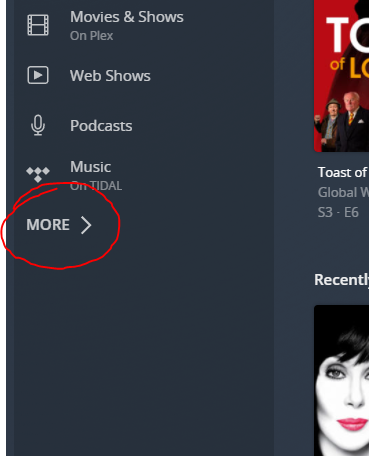 Movies & Shows
On Plex
Web Shows
Podcasts
Music
On TIDAL
MORE
TO
of LO
Toast of
Global W
S3 · E6
Recently